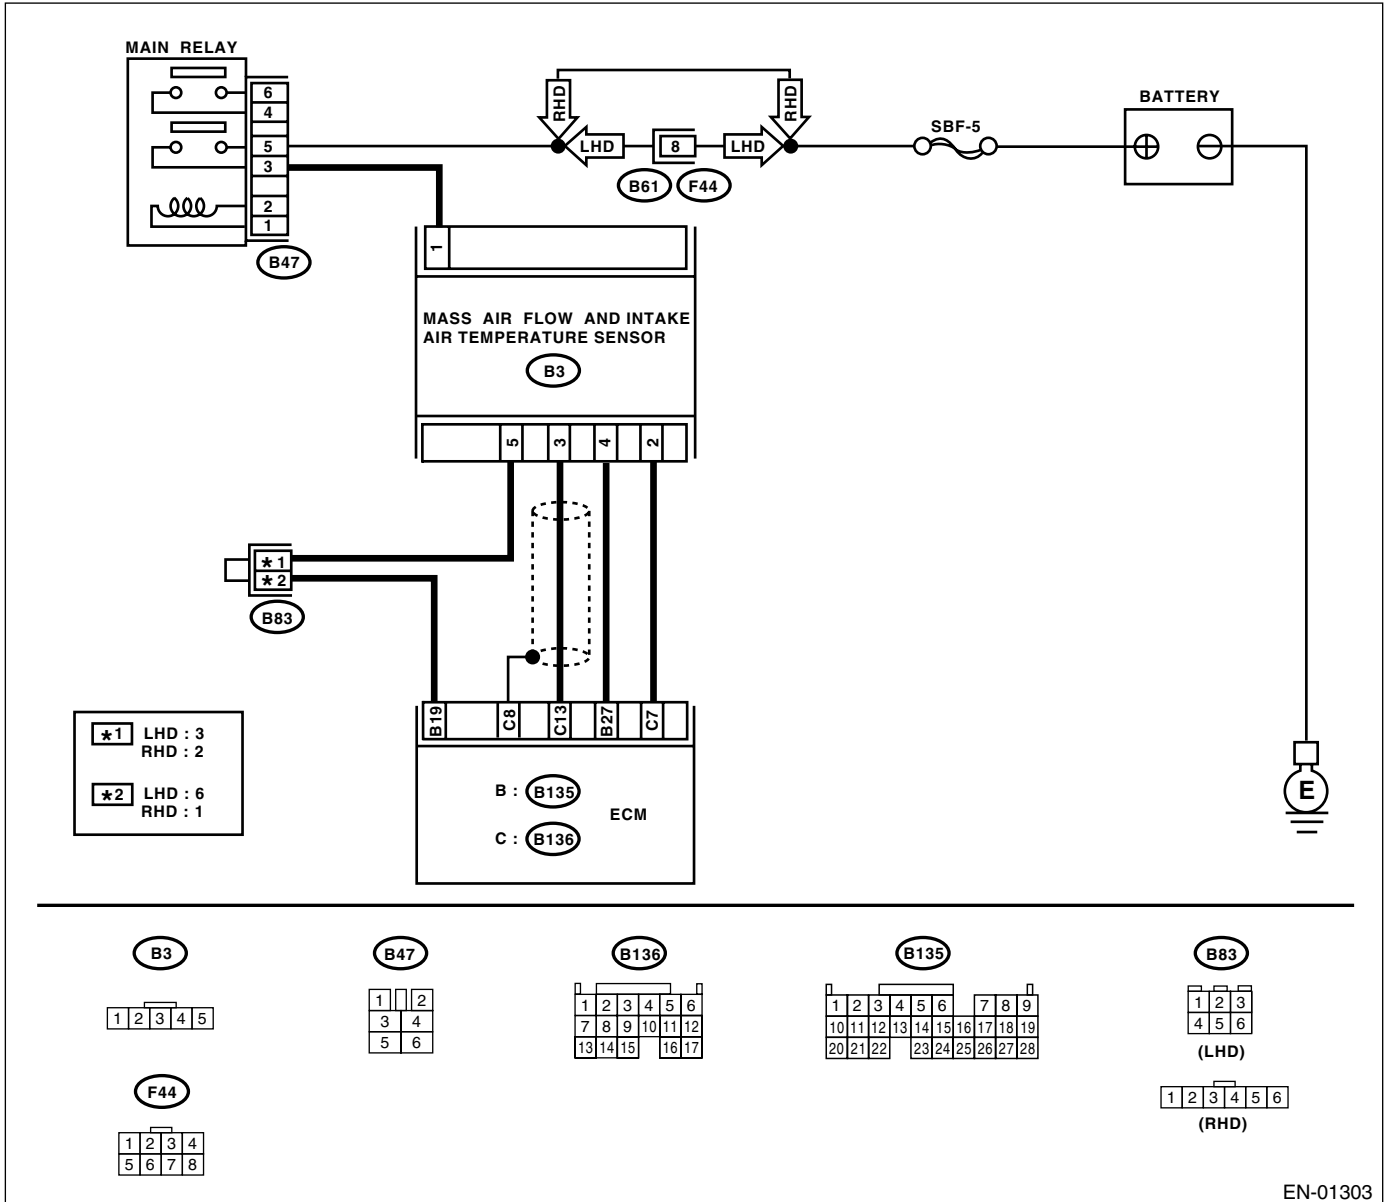 MAIN RELAY
6
4
5
3
2
1
B47
RHD
RHD
LHD
8
LHD
B61
F44
SBF-5
BATTERY
1
MASS AIR FLOW AND INTAKE
AIR TEMPERATURE SENSOR
B3
5
3
4
2
*1
*2
B83
B19
C8
C13
B27
C7
B : B135
ECM
C : B136
*1 LHD : 3
RHD : 2
*2 LHD : 6
RHD : 1
E
B3
1 2 3 4 5
F44
1 2 3 4
5 6 7 8
B47
1 2
3 4
5 6
B136
1 2 3 4 5 6
7 8 9 10 11 12
13 14 15 16 17
B135
1 2 3 4 5 6 7 8 9
10 11 12 13 14 15 16 17 18 19
20 21 22 23 24 25 26 27 28
B83
1 2 3
4 5 6
(LHD)
1 2 3 4 5 6
(RHD)
EN-01303